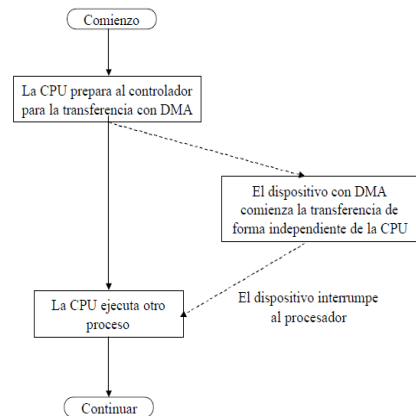 Comienzo
La CPU prepara al controlador
para la transferencia con DMA
El dispositivo con DMA
comienza la transferencia de
forma independiente de la CPU
La CPU ejecuta otro
proceso
El dispositivo interrumpe
al procesador
Continuar